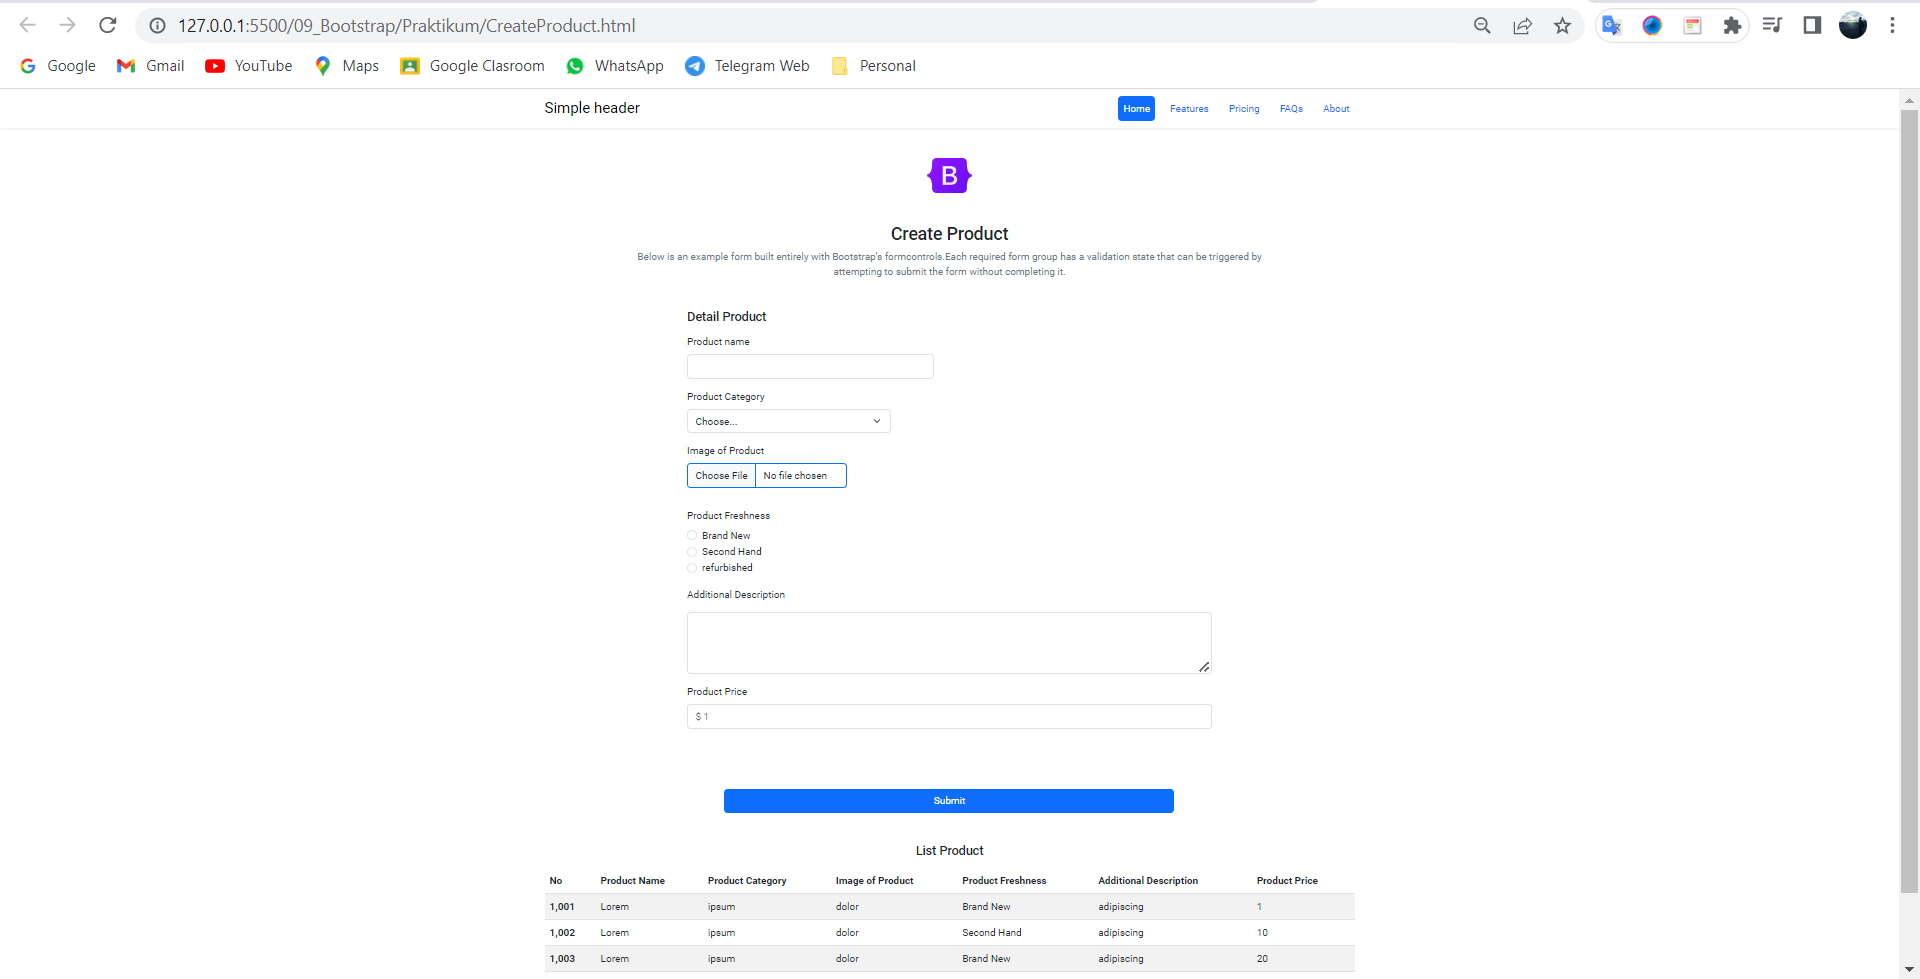 127.0.0.1:5500/09_Bootstrap/Praktikum/CreateProduct.html
Google Gmail YouTube Maps Google Clasroom WhatsApp Telegram Web Personal
Simple header Home Features Pricing FAQs About
B
Create Product
Below is an example form built entirely with Bootstrap's formcontrols.Each required form group has a validation state that can be triggered by
attempting to submit the form without completing it.
Detail Product
Product name
Product Category
Choose...
Image of Product
Choose File No file chosen
Product Freshness
Brand New
Second Hand
refurbished
Additional Description
Product Price
$ 1
Submit
List Product
No Product Name Product Category Image of Product Product Freshness Additional Description Product Price
1,001 Lorem ipsum dolor Brand New adipiscing 1
1,002 Lorem ipsum dolor Second Hand adipiscing 10
1,003 Lorem ipsum dolor Brand New adipiscing 20